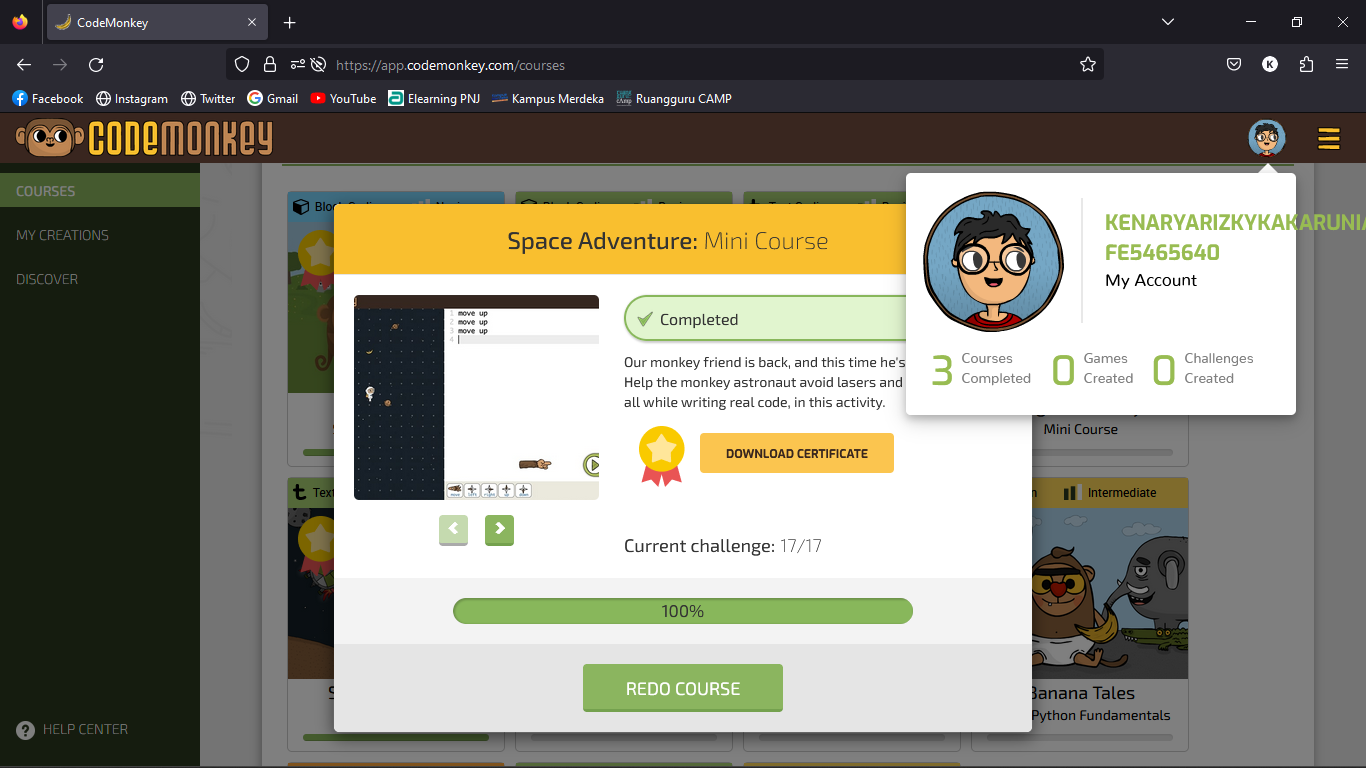 CodeMonkey
https://app.codemonkey.com/courses
Facebook Instagram Twitter Gmail YouTube Elearning PNJ Kampus Merdeka Ruangguru CAMP
CODEMONKEY
COURSES
MY CREATIONS
DISCOVER
HELP CENTER
Space Adventure: Mini Course
1 move up
2 move up
3 move up
4
Completed
Our monkey friend is back, and this time he's
Help the monkey astronaut avoid lasers and
all while writing real code, in this activity.
DOWNLOAD CERTIFICATE
Current challenge: 17/17
100%
REDO COURSE
KENARYARIZKYKAKARUNIA
FE5465640
My Account
3 Courses Completed
0 Games Created
0 Challenges Created
Mini Course
Intermediate
Banana Tales
Python Fundamentals